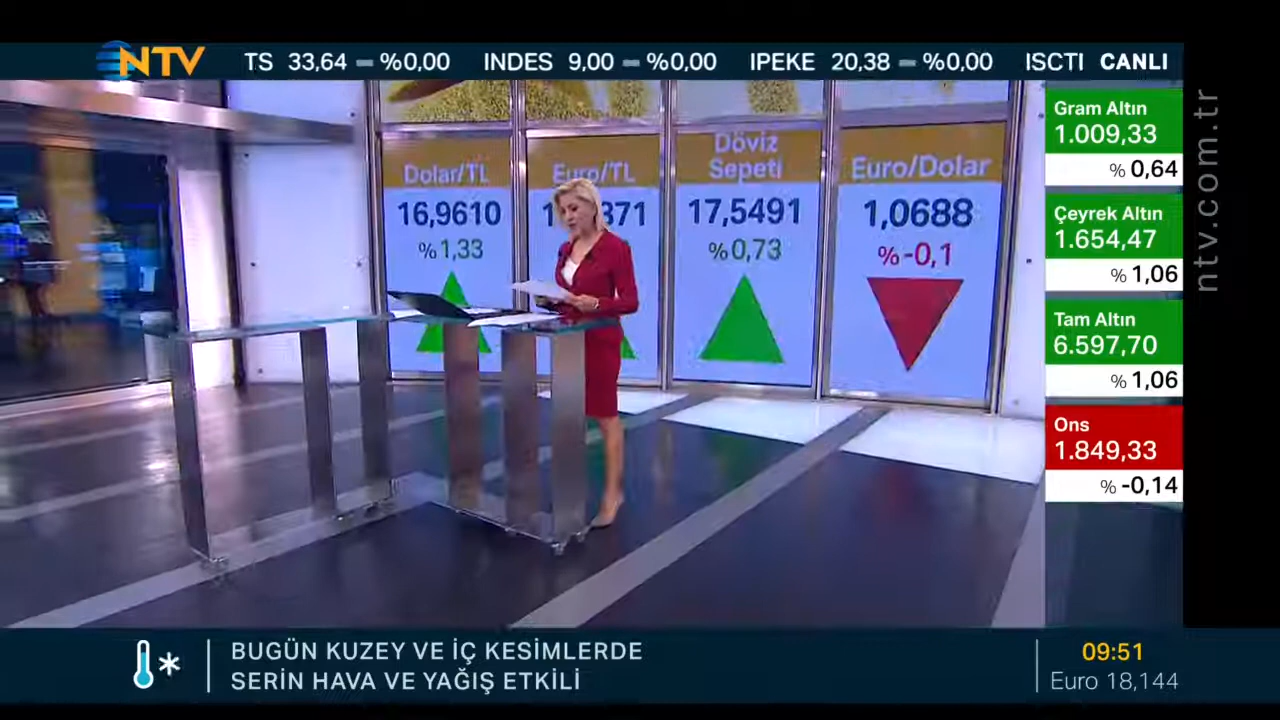 NTV
TS 33,64 %0,00 INDES 9,00 %0,00 IPEKE 20,38 %0,00 ISCTI CANLI
Dolar/TL
16,9610
%1,33
Euro/TL
Döviz
Sepeti
17,5491
%0,73
Euro/Dolar
1,0688
%-0,1
Gram Altın
1.009,33
% 0,64
Çeyrek Altın
1.654,47
% 1,06
Tam Altın
6.597,70
% 1,06
Ons
1.849,33
% -0,14
ntv.com.tr
BUGÜN KUZEY VE İÇ KESİMLERDE
SERİN HAVA VE YAĞIŞ ETKİLİ
09:51
Euro 18,144